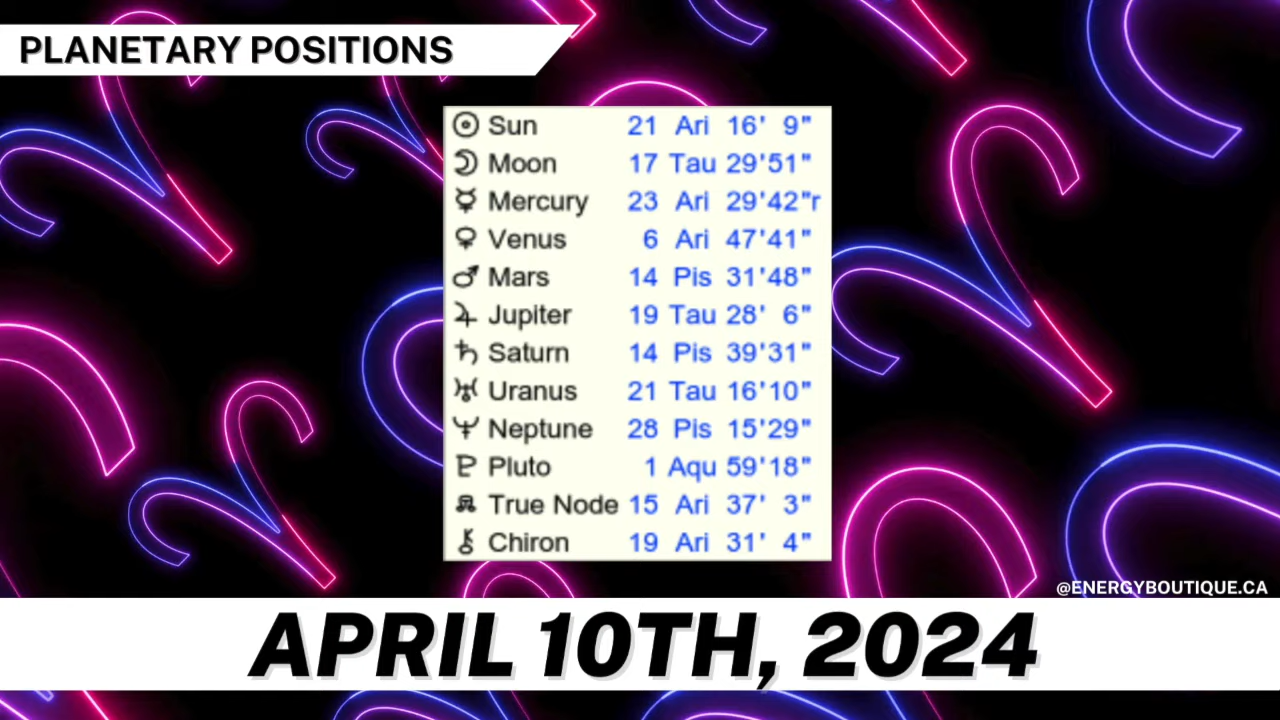 PLANETARY POSITIONS
Sun 21 Ari 16' 9"
Moon 17 Tau 29'51"
Mercury 23 Ari 29'42"r
Venus 6 Ari 47'41"
Mars 14 Pis 31'48"
Jupiter 19 Tau 28' 6"
Saturn 14 Pis 39'31"
Uranus 21 Tau 16'10"
Neptune 28 Pis 15'29"
Pluto 1 Aqu 59'18"
True Node 15 Ari 37' 3"
Chiron 19 Ari 31' 4"
@ENERGYBOUTIQUE.CA
APRIL 10TH, 2024